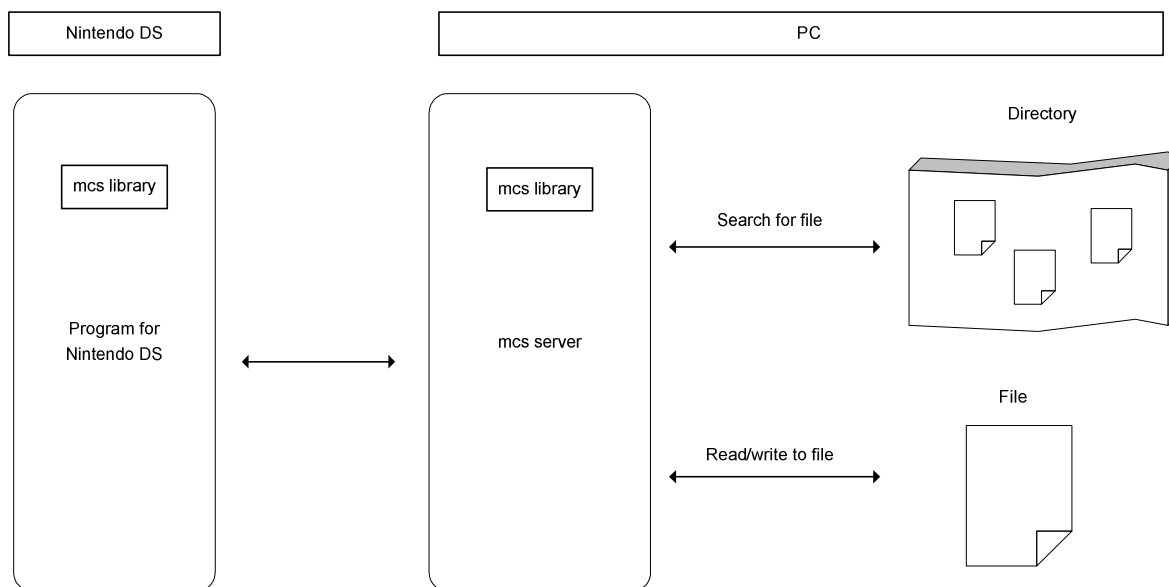 Nintendo DS
PC
Directory
mcs library
mcs library
Search for file
Program for
Nintendo DS
mcs server
File
Read/write to file